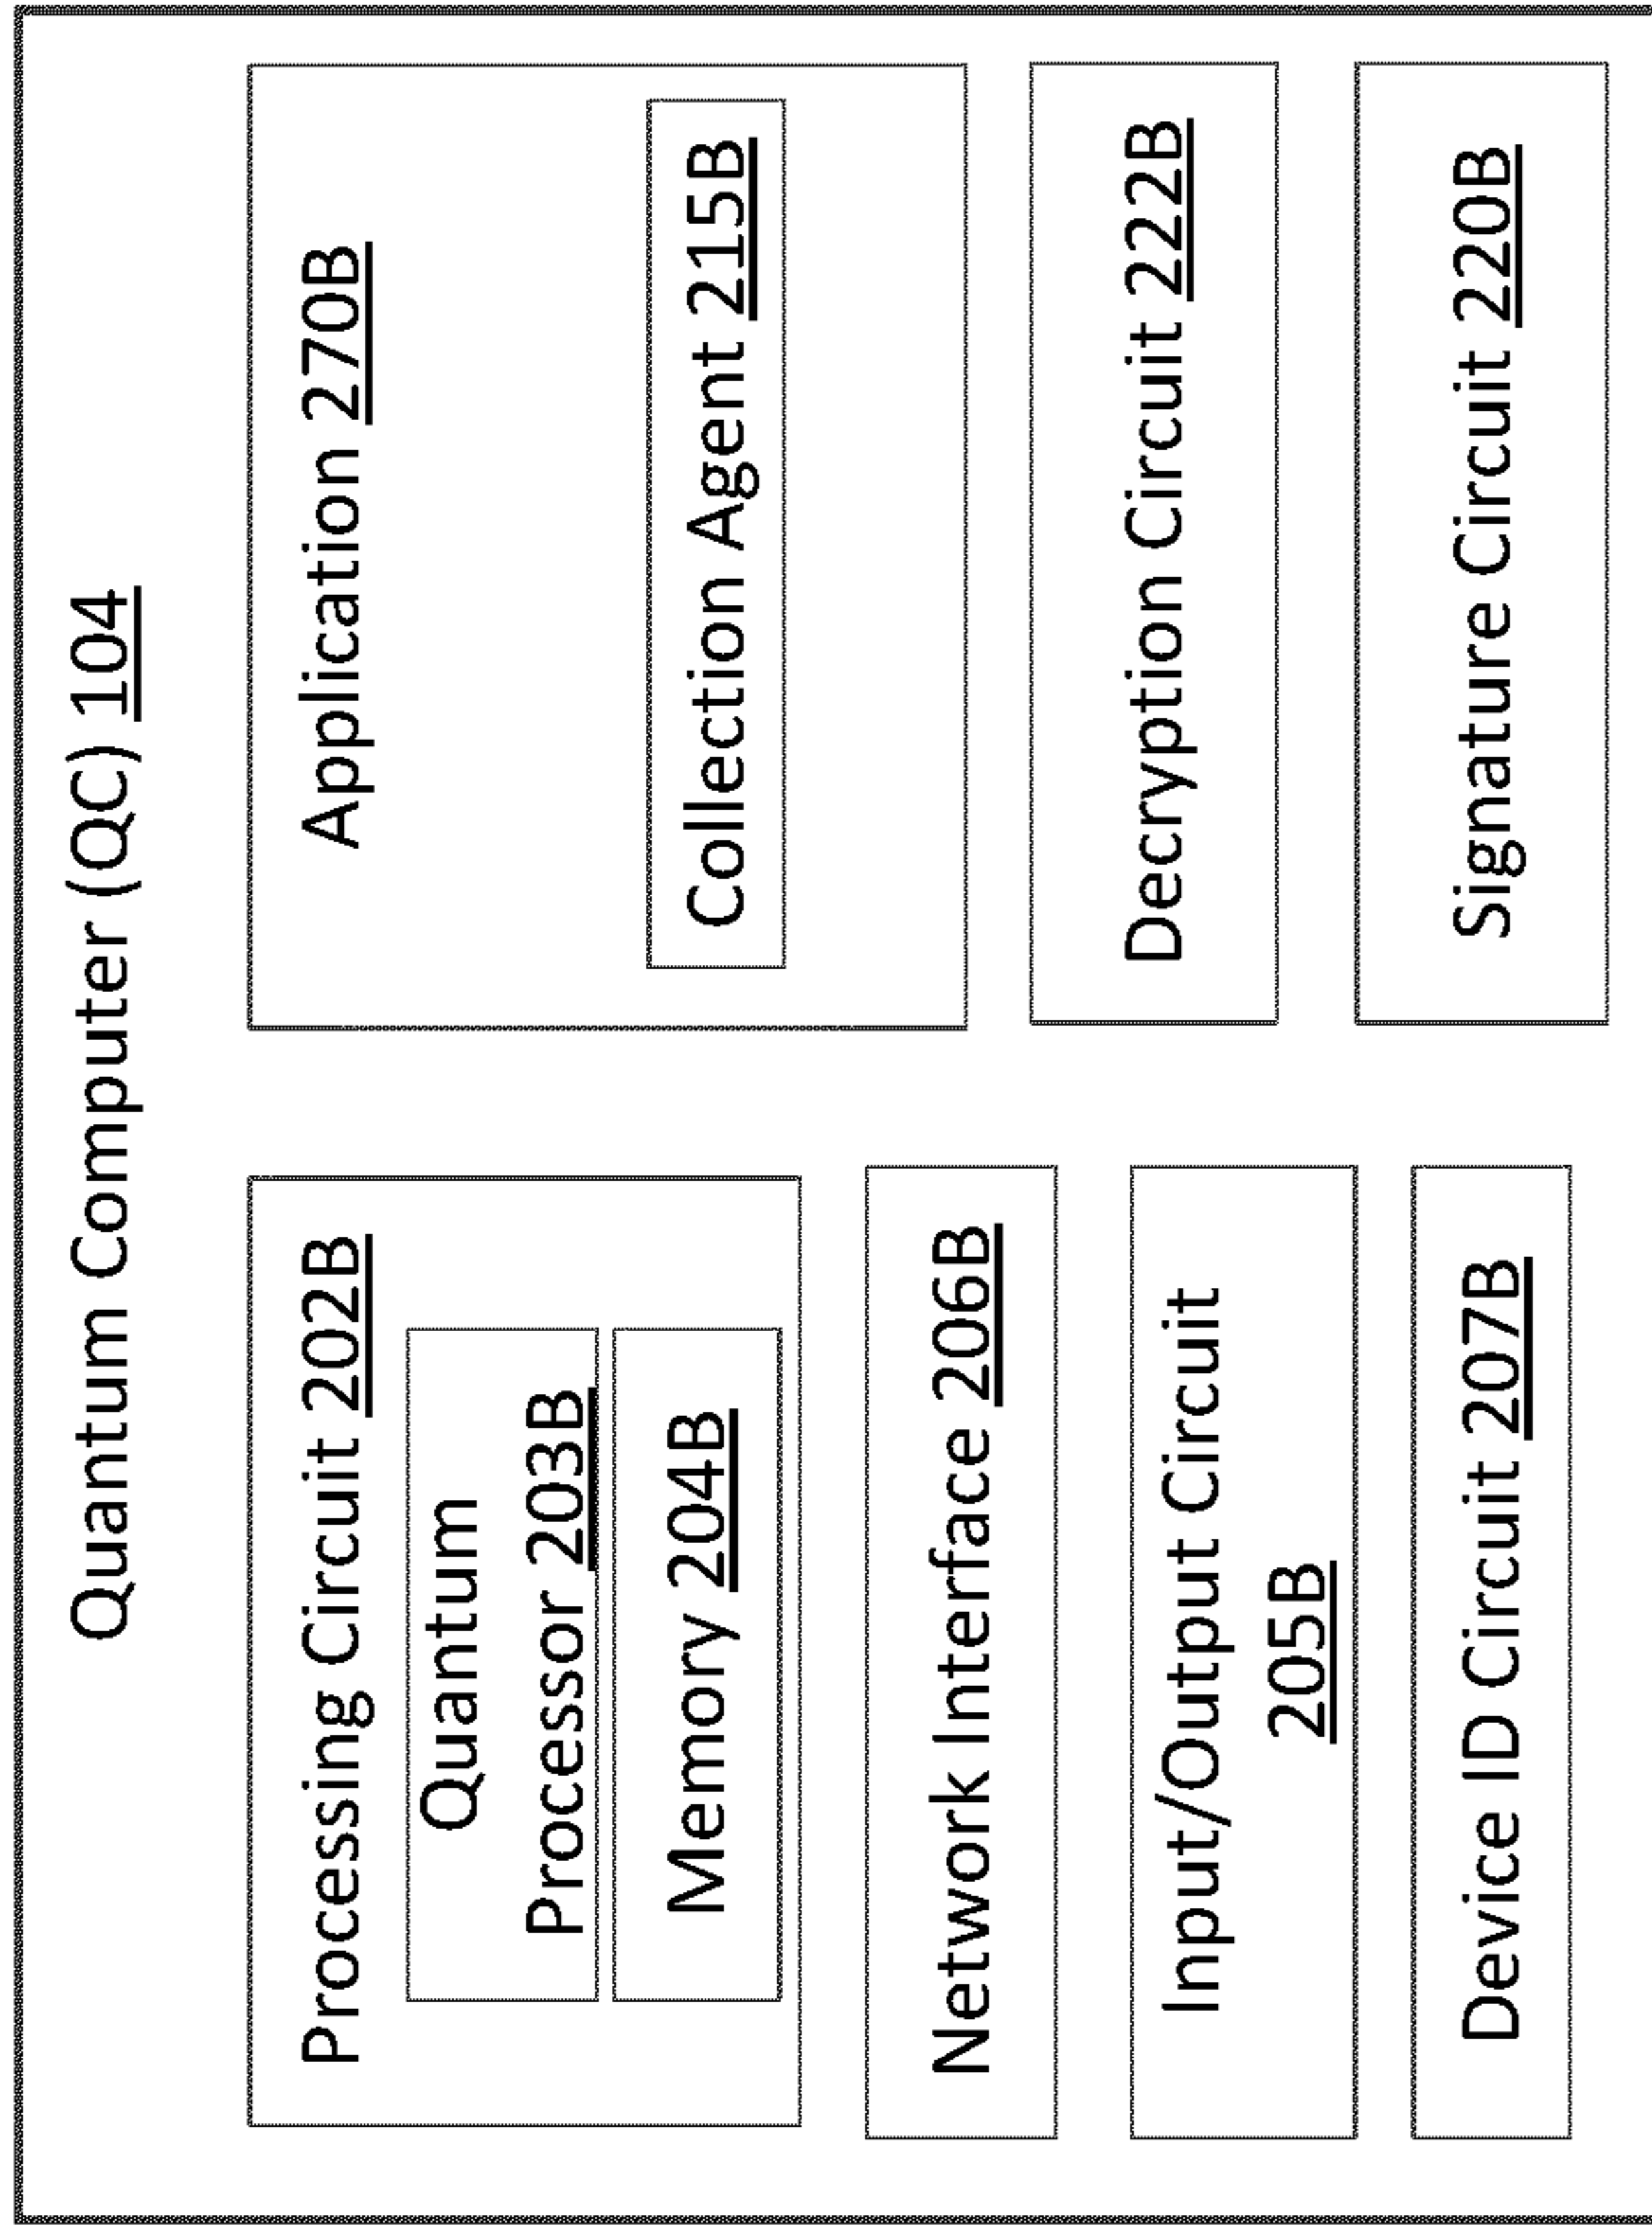 Quantum Computer (QC) 104
Processing Circuit 202B
Quantum
Processor 203B
Memory 204B
Network Interface 206B
Input/Output Circuit
205B
Device ID Circuit 207B
Application 270B
Collection Agent 215B
Decryption Circuit 222B
Signature Circuit 220B